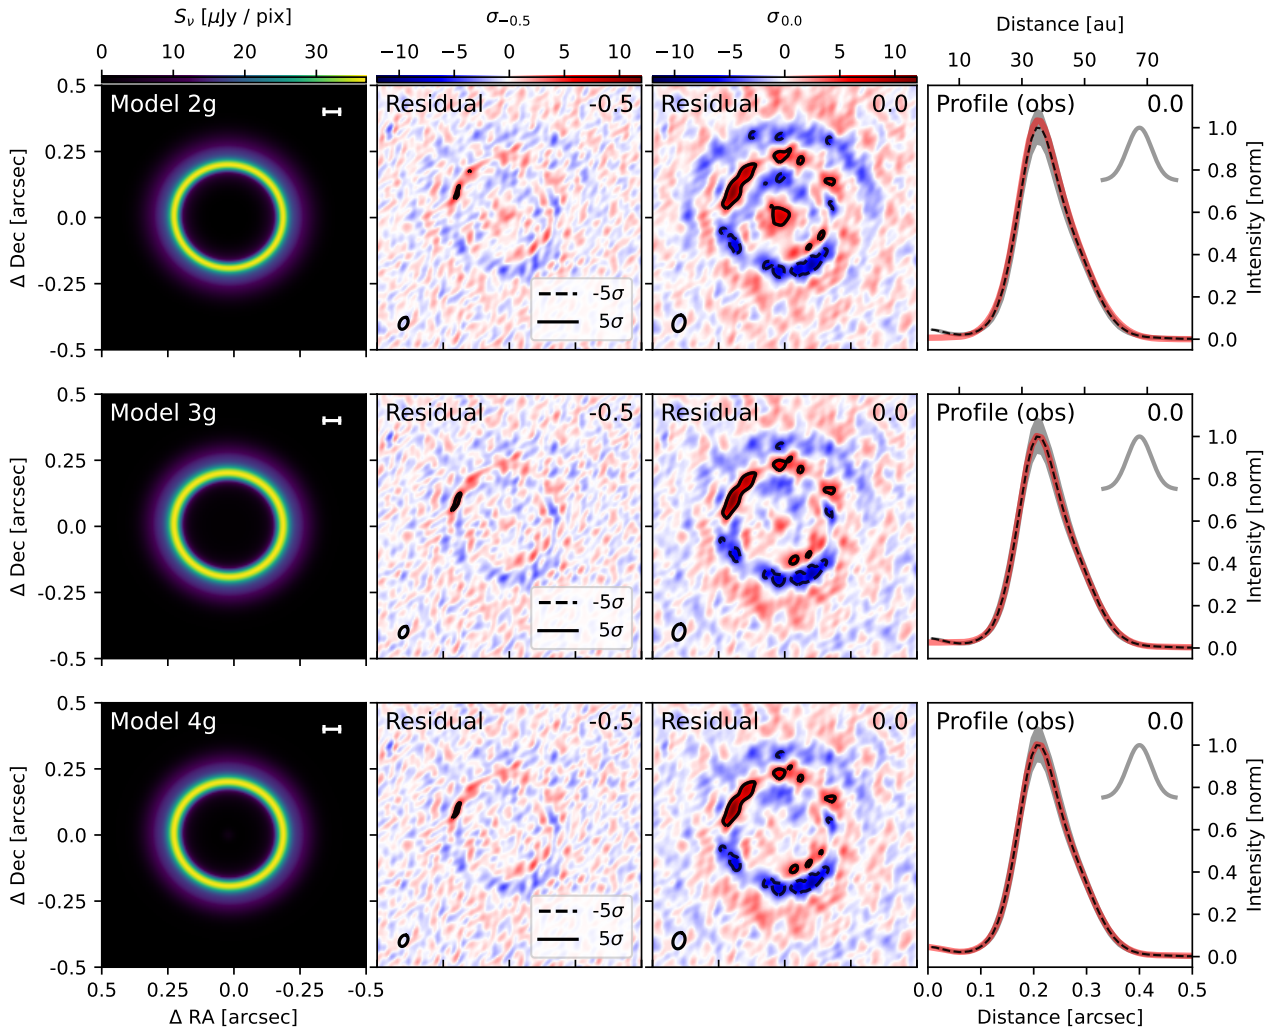 S_ν [μJy / pix] σ_{−0.5} σ_{0.0} Distance [au]
0 10 20 30 −10 −5 0 5 10 −10 −5 0 5 10 10 30 50 70
0.5 Model 2g Residual -0.5 Residual 0.0 Profile (obs) 0.0
0.25 0.0 -0.25 -0.5
Δ Dec [arcsec]
-5σ
5σ
1.0 0.8 0.6 0.4 0.2 0.0
Intensity [norm]
0.5 Model 3g Residual -0.5 Residual 0.0 Profile (obs) 0.0
0.25 0.0 -0.25 -0.5
Δ Dec [arcsec]
-5σ
5σ
1.0 0.8 0.6 0.4 0.2 0.0
Intensity [norm]
0.5 Model 4g Residual -0.5 Residual 0.0 Profile (obs) 0.0
0.25 0.0 -0.25 -0.5
Δ Dec [arcsec]
-5σ
5σ
1.0 0.8 0.6 0.4 0.2 0.0
Intensity [norm]
0.5 0.25 0.0 -0.25 -0.5 0.0 0.1 0.2 0.3 0.4 0.5
Δ RA [arcsec] Distance [arcsec]